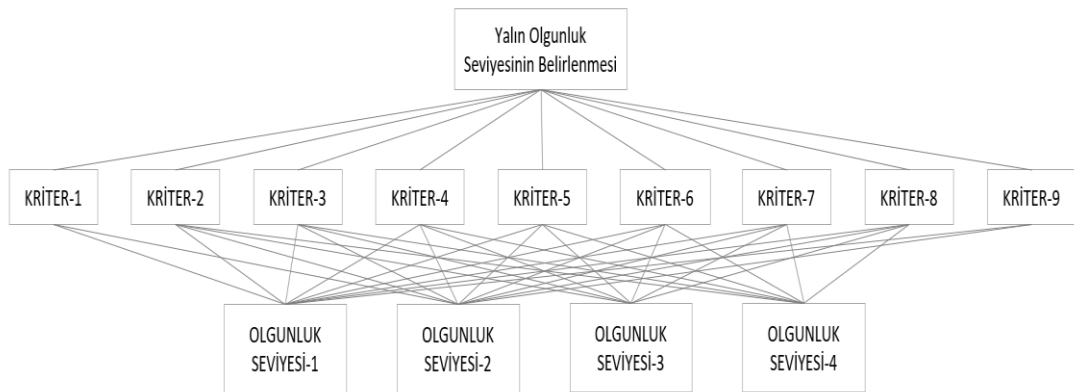 Yalın Olgunluk
Seviyesinin Belirlenmesi
KRİTER-1
KRİTER-2
KRİTER-3
KRİTER-4
KRİTER-5
KRİTER-6
KRİTER-7
KRİTER-8
KRİTER-9
OLGUNLUK
SEVİYESİ-1
OLGUNLUK
SEVİYESİ-2
OLGUNLUK
SEVİYESİ-3
OLGUNLUK
SEVİYESİ-4